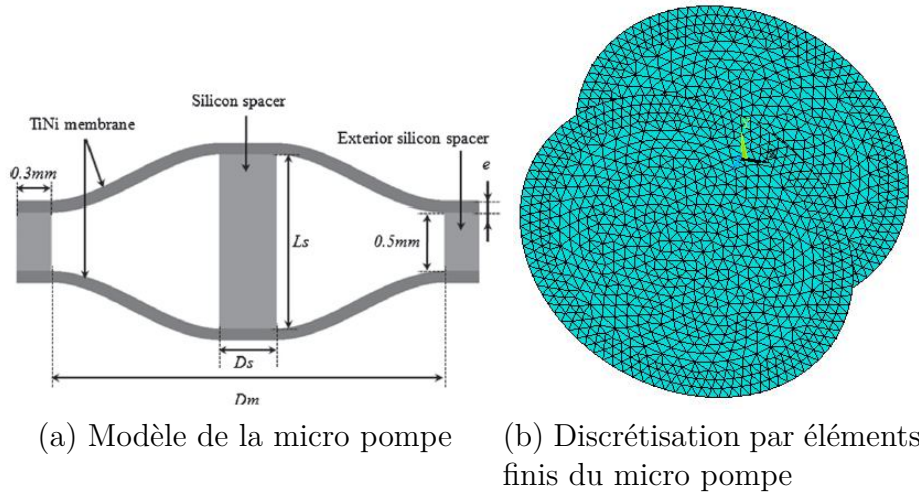 Silicon spacer
TiNi membrane
Exterior silicon spacer
0.3mm
e
Ls
0.5mm
Ds
Dm
(a) Modèle de la micro pompe
(b) Discrétisation par éléments
finis du micro pompe